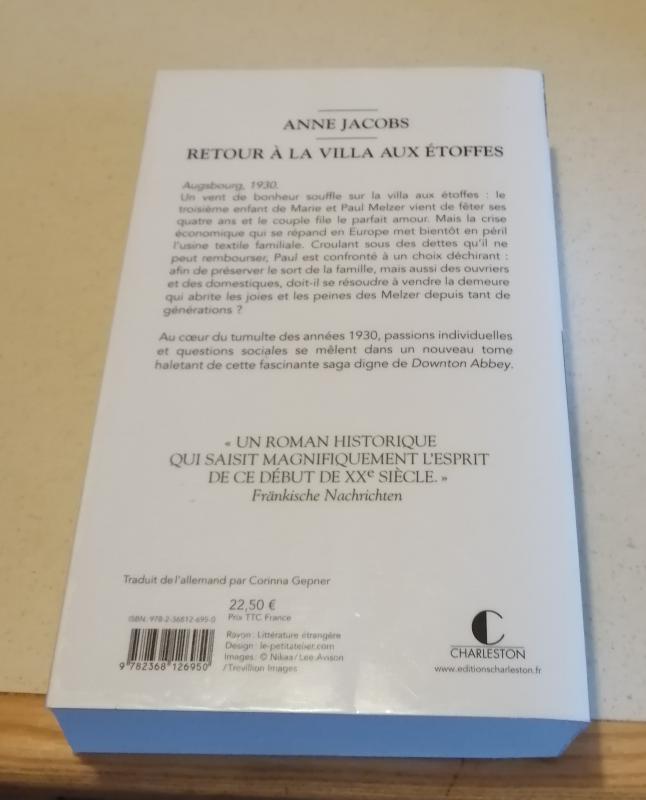 ANNE JACOBS
RETOUR À LA VILLA AUX ÉTOFFES
Augsbourg, 1930.
Un vent de bonheur souffle sur la villa aux étoffes : le
troisième enfant de Marie et Paul Melzer vient de fêter ses
quatre ans et le couple file le parfait amour. Mais la crise
économique qui se répand en Europe met bientôt en péril
l'usine textile familiale. Croulant sous des dettes qu'il ne
peut rembourser, Paul est confronté à un choix déchirant :
afin de préserver le sort de la famille, mais aussi des ouvriers
et des domestiques, doit-il se résoudre à vendre la demeure
qui abrite les joies et les peines des Melzer depuis tant de
générations ?
Au cœur du tumulte des années 1930, passions individuelles
et questions sociales se mêlent dans un nouveau tome
haletant de cette fascinante saga digne de Downton Abbey.
« UN ROMAN HISTORIQUE
QUI SAISIT MAGNIFIQUEMENT L'ESPRIT
DE CE DÉBUT DE XXe SIÈCLE. »
Fränkische Nachrichten
Traduit de l'allemand par Corinna Gepner
22,50 €
Prix TTC France
ISBN: 978-2-36812-695-0
9 782368 126950
Rayon : Littérature étrangère
Design : le-petitatelier.com
Images : © Nikaa / Lee Avison
/ Trevillion Images
CHARLESTON
www.editionscharleston.fr